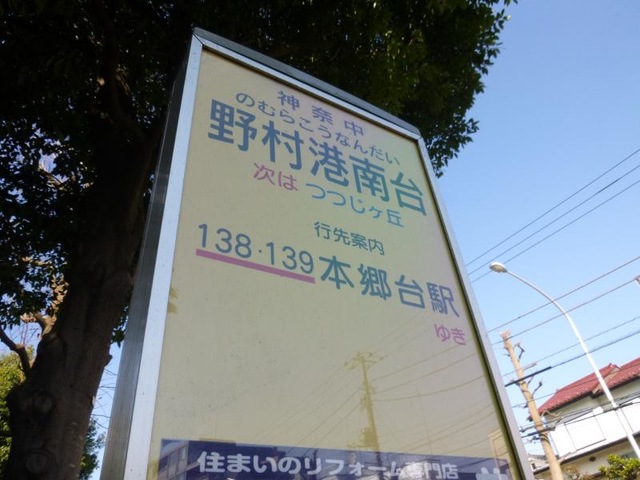 神奈中
のむらこうなんだい
野村港南台
次は つつじヶ丘
行先案内
138・139 本郷台駅
ゆき
住まいのリフォーム専門店